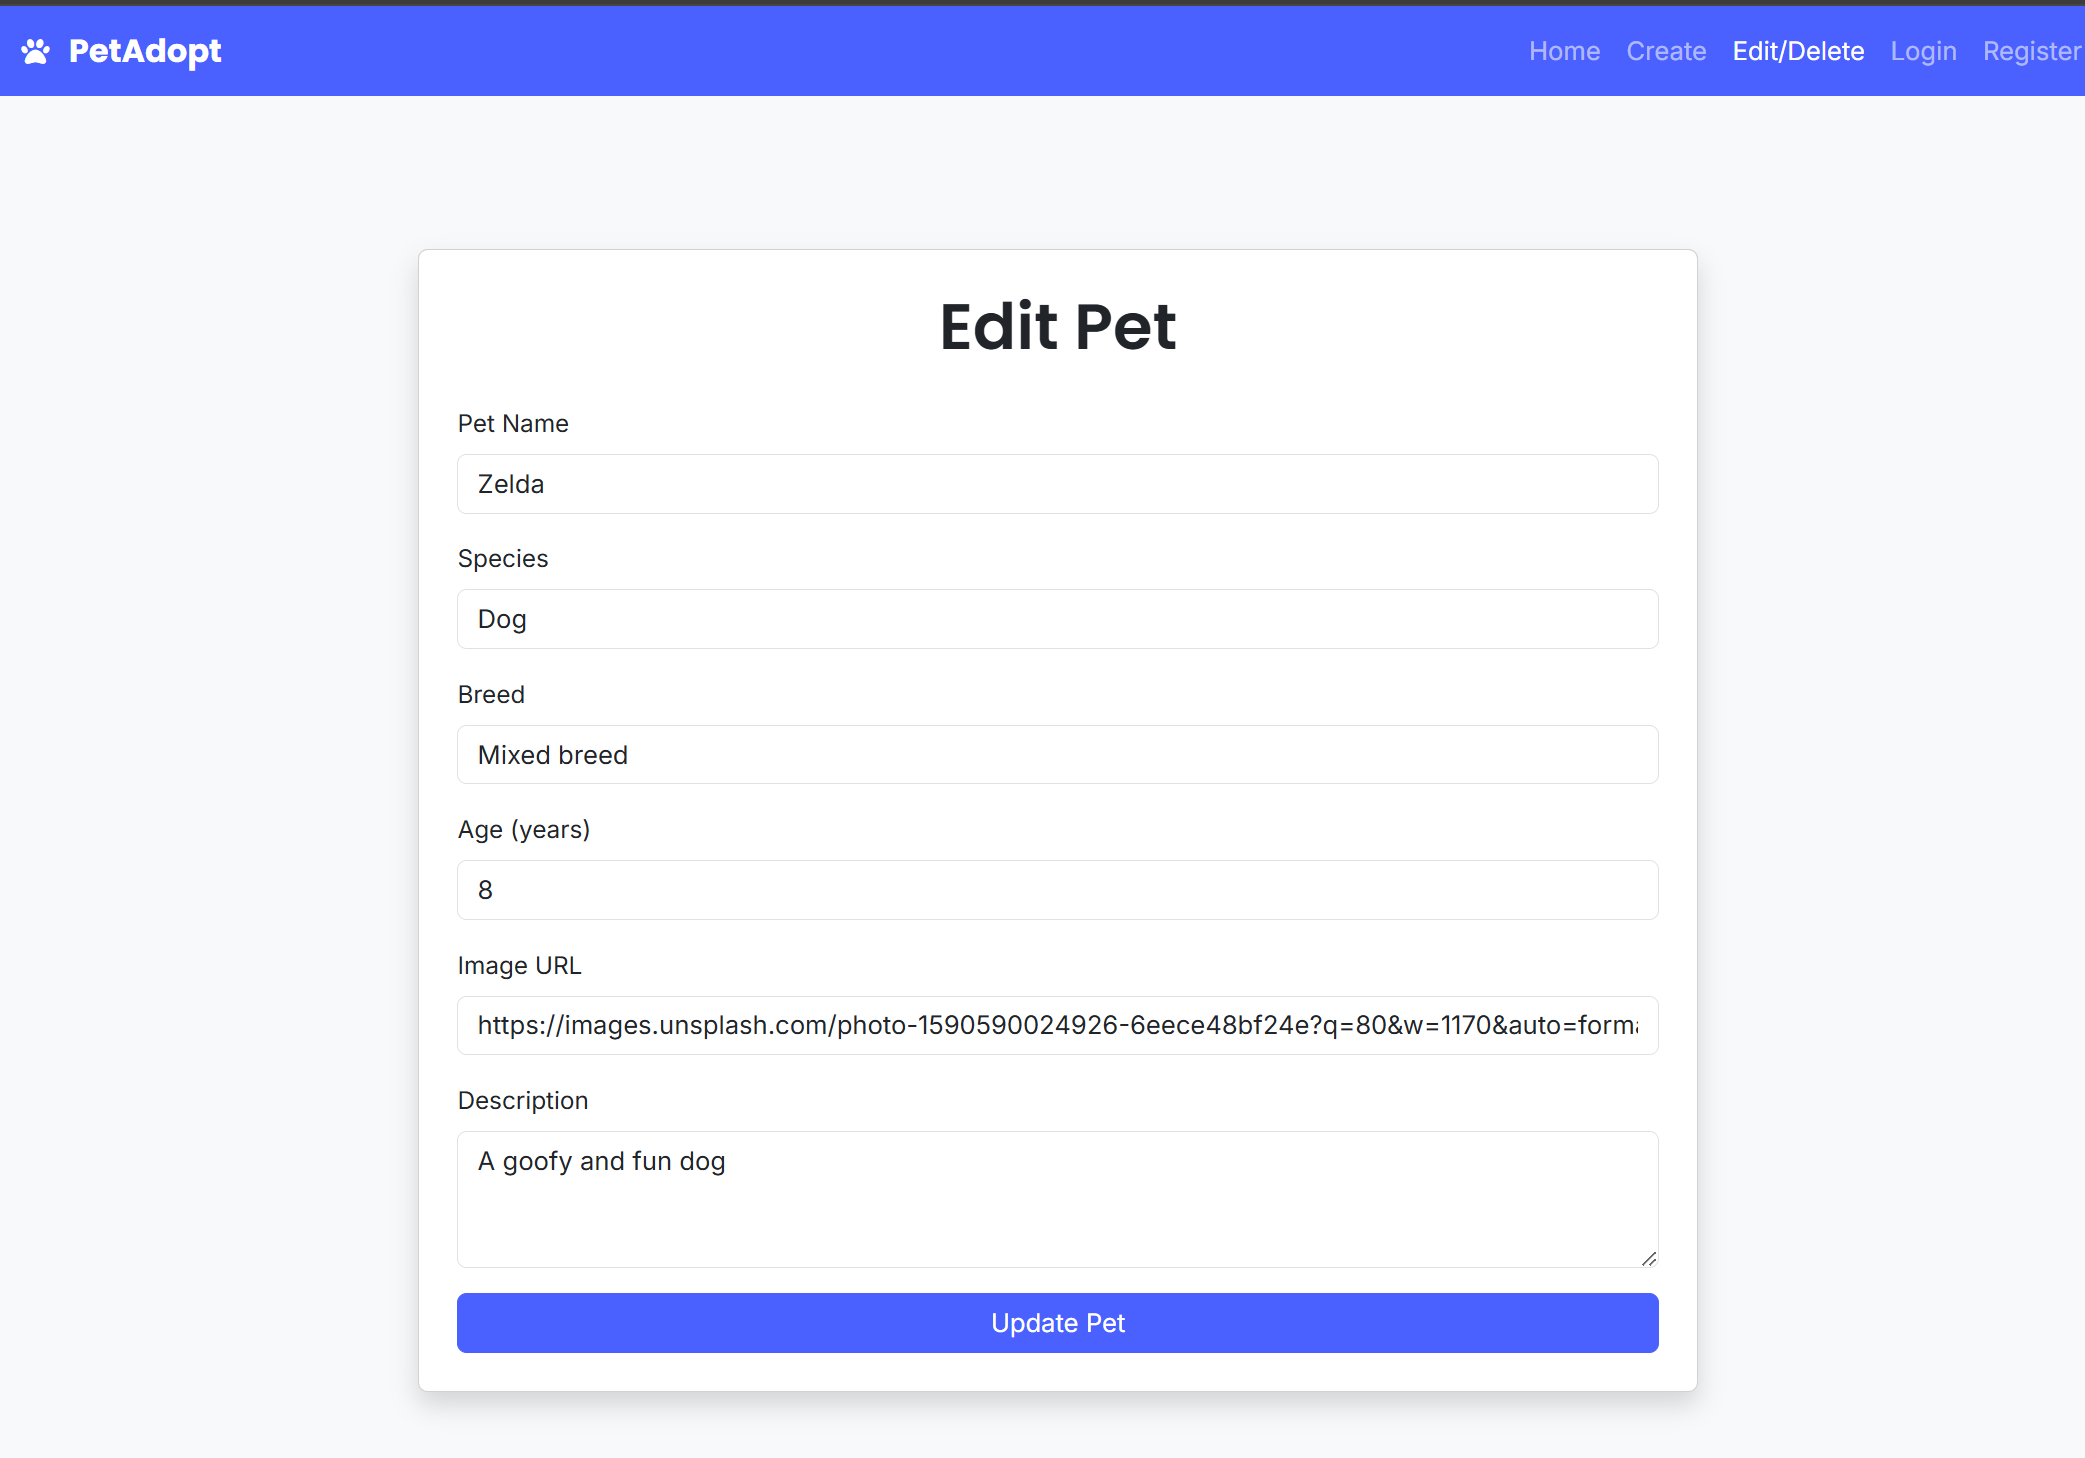 PetAdopt
Home Create Edit/Delete Login Register
Edit Pet
Pet Name
Zelda
Species
Dog
Breed
Mixed breed
Age (years)
8
Image URL
https://images.unsplash.com/photo-1590590024926-6eece48bf24e?q=80&w=1170&auto=form
Description
A goofy and fun dog
Update Pet